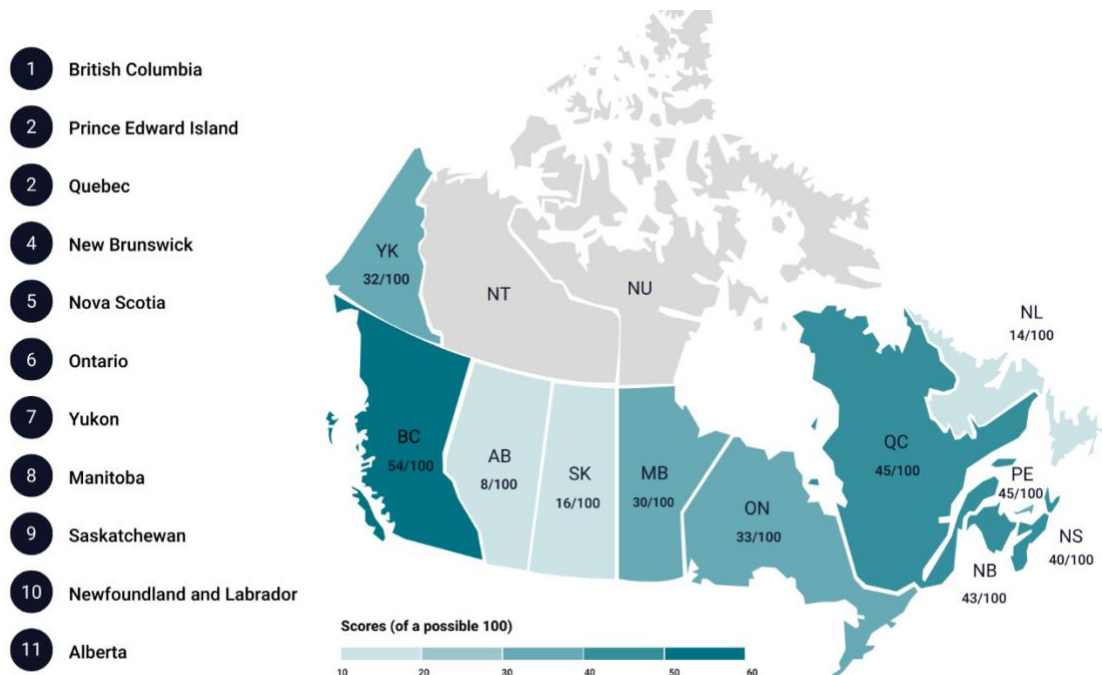 1 British Columbia
2 Prince Edward Island
2 Quebec
4 New Brunswick
5 Nova Scotia
6 Ontario
7 Yukon
8 Manitoba
9 Saskatchewan
10 Newfoundland and Labrador
11 Alberta
YK
32/100
NT
NU
NL
14/100
BC
54/100
AB
8/100
SK
16/100
MB
30/100
ON
33/100
QC
45/100
PE
45/100
NS
40/100
NB
43/100
Scores (of a possible 100)
10 20 30 40 50 60